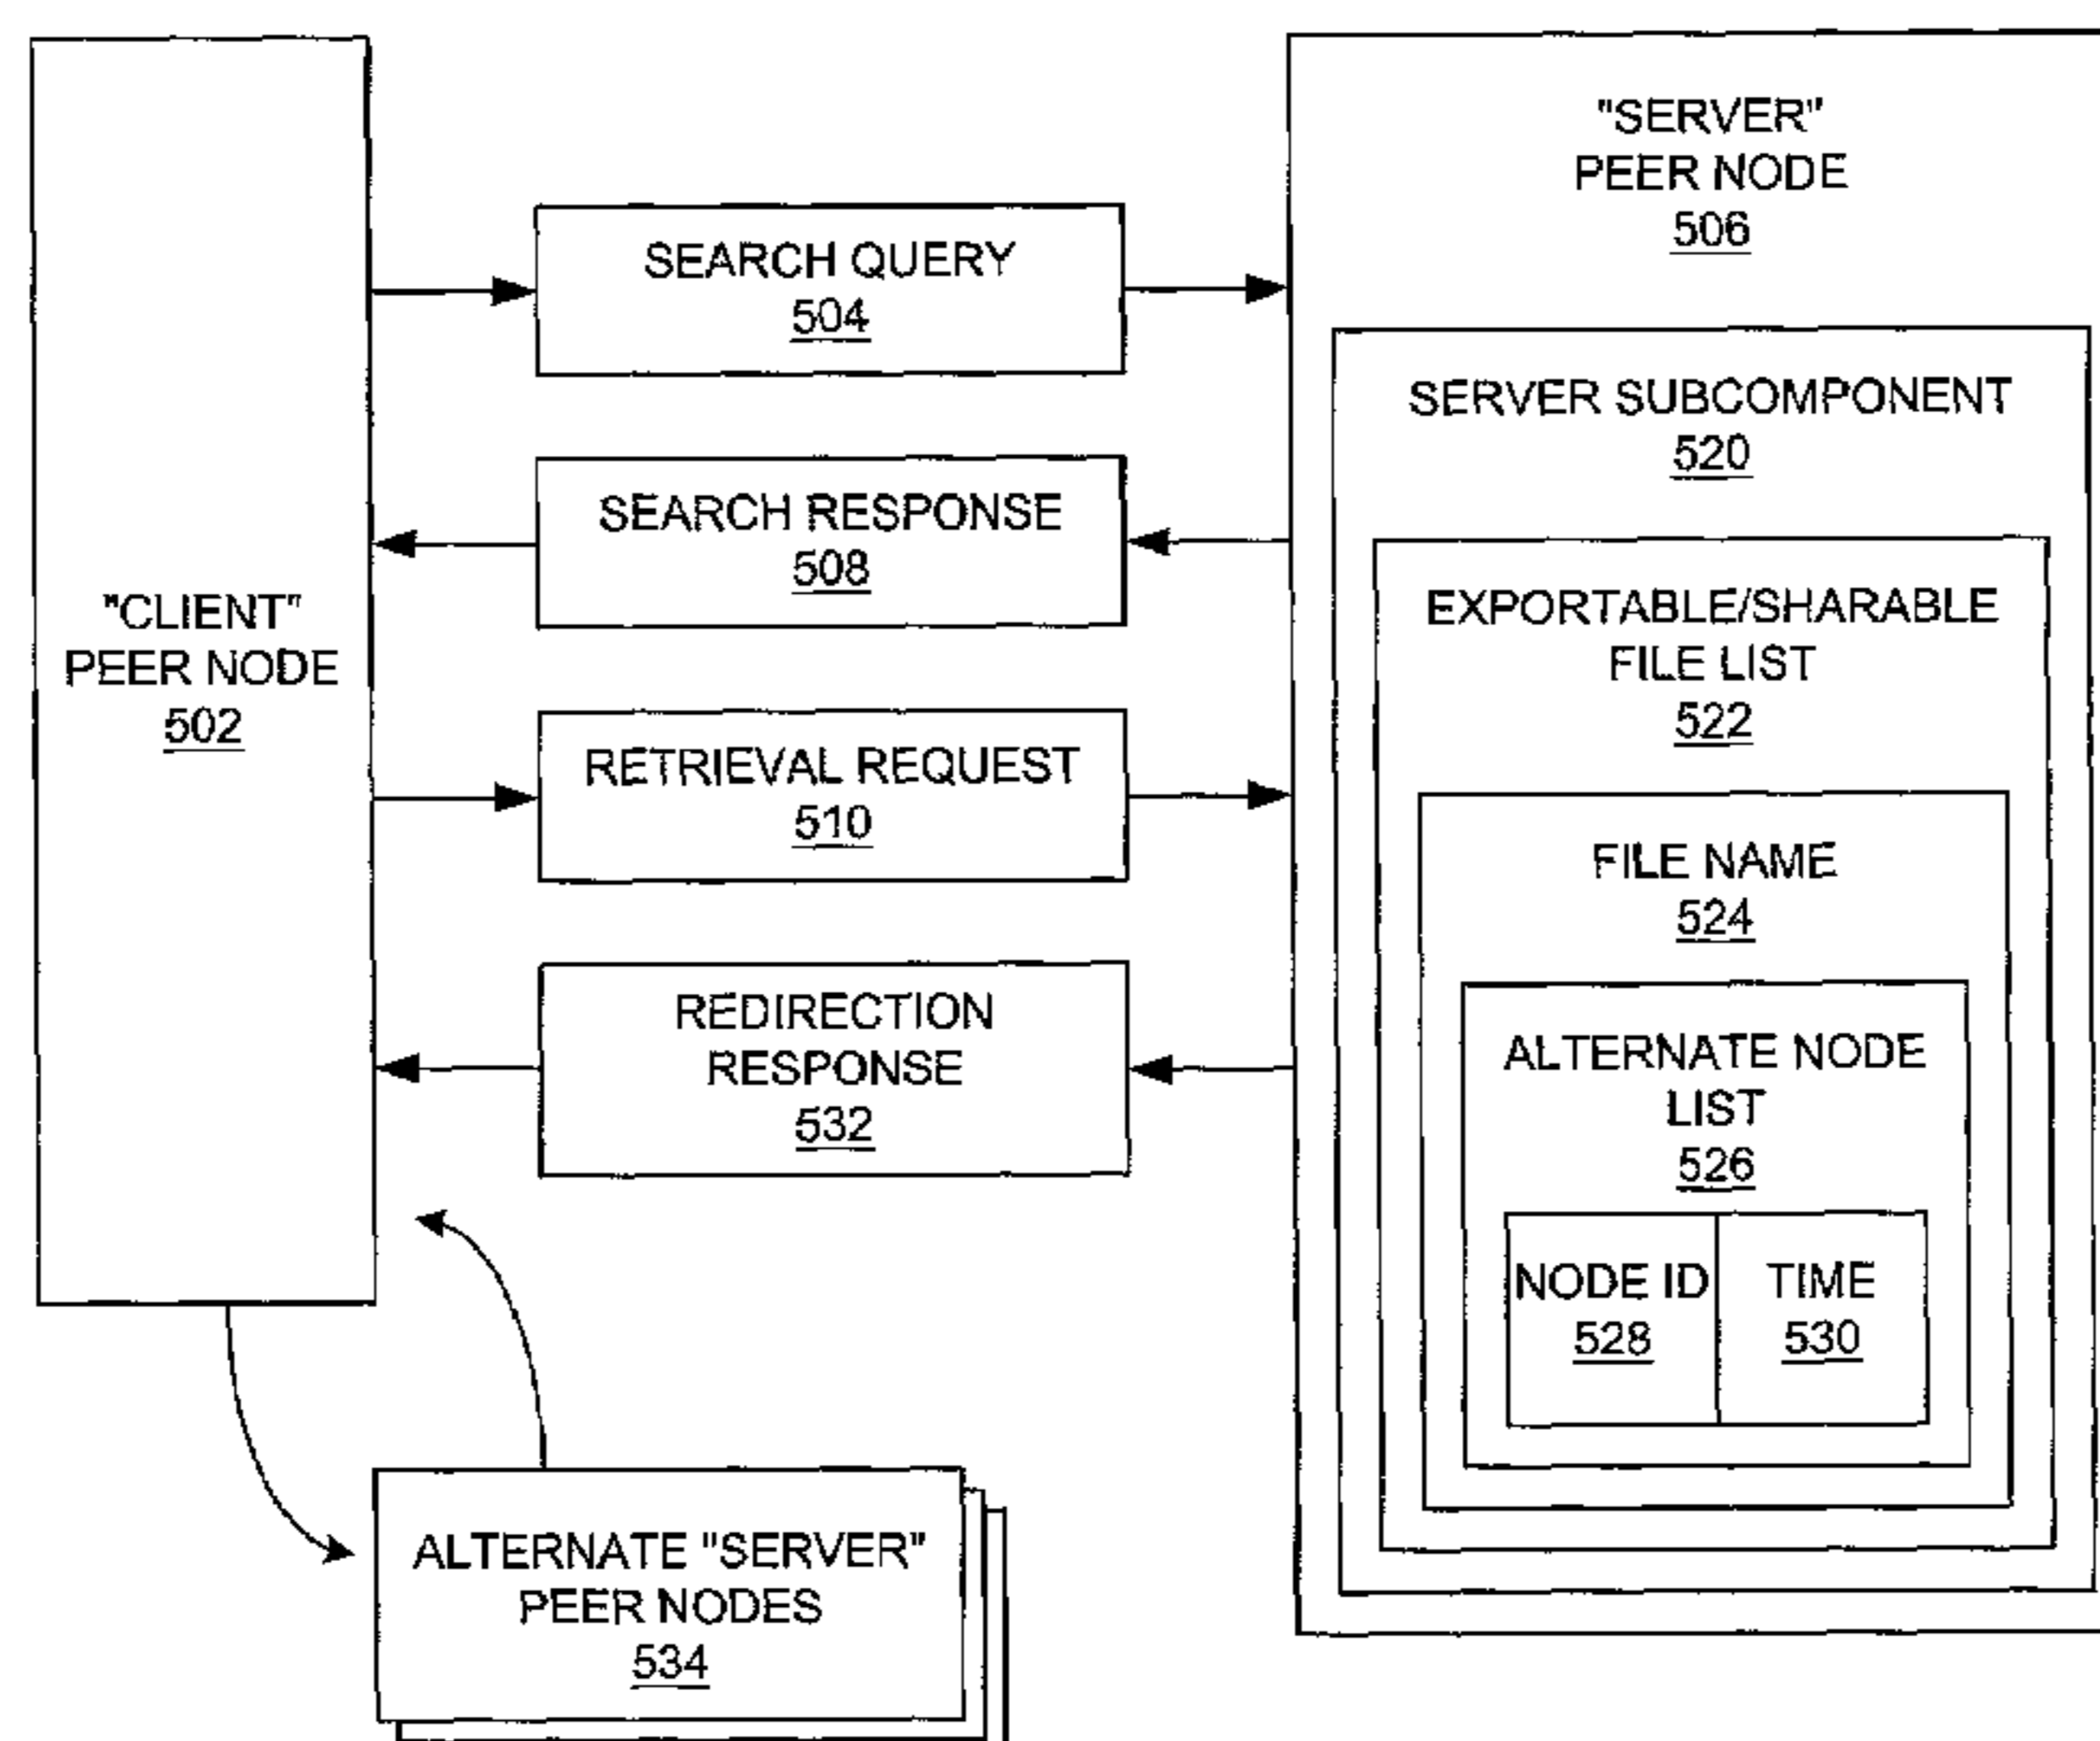 "CLIENT"
PEER NODE
502
SEARCH QUERY
504
SEARCH RESPONSE
508
RETRIEVAL REQUEST
510
REDIRECTION
RESPONSE
532
ALTERNATE "SERVER"
PEER NODES
534
"SERVER"
PEER NODE
506
SERVER SUBCOMPONENT
520
EXPORTABLE/SHARABLE
FILE LIST
522
FILE NAME
524
ALTERNATE NODE
LIST
526
NODE ID
528
TIME
530